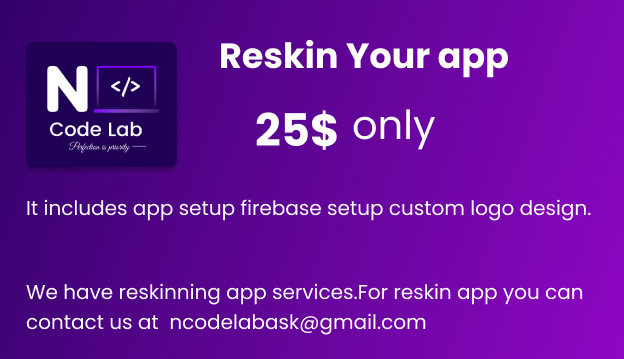 N </>
Code Lab
Perfection is priority
Reskin Your app
25$ only
It includes app setup firebase setup custom logo design.
We have reskinning app services.For reskin app you can
contact us at ncodelabask@gmail.com